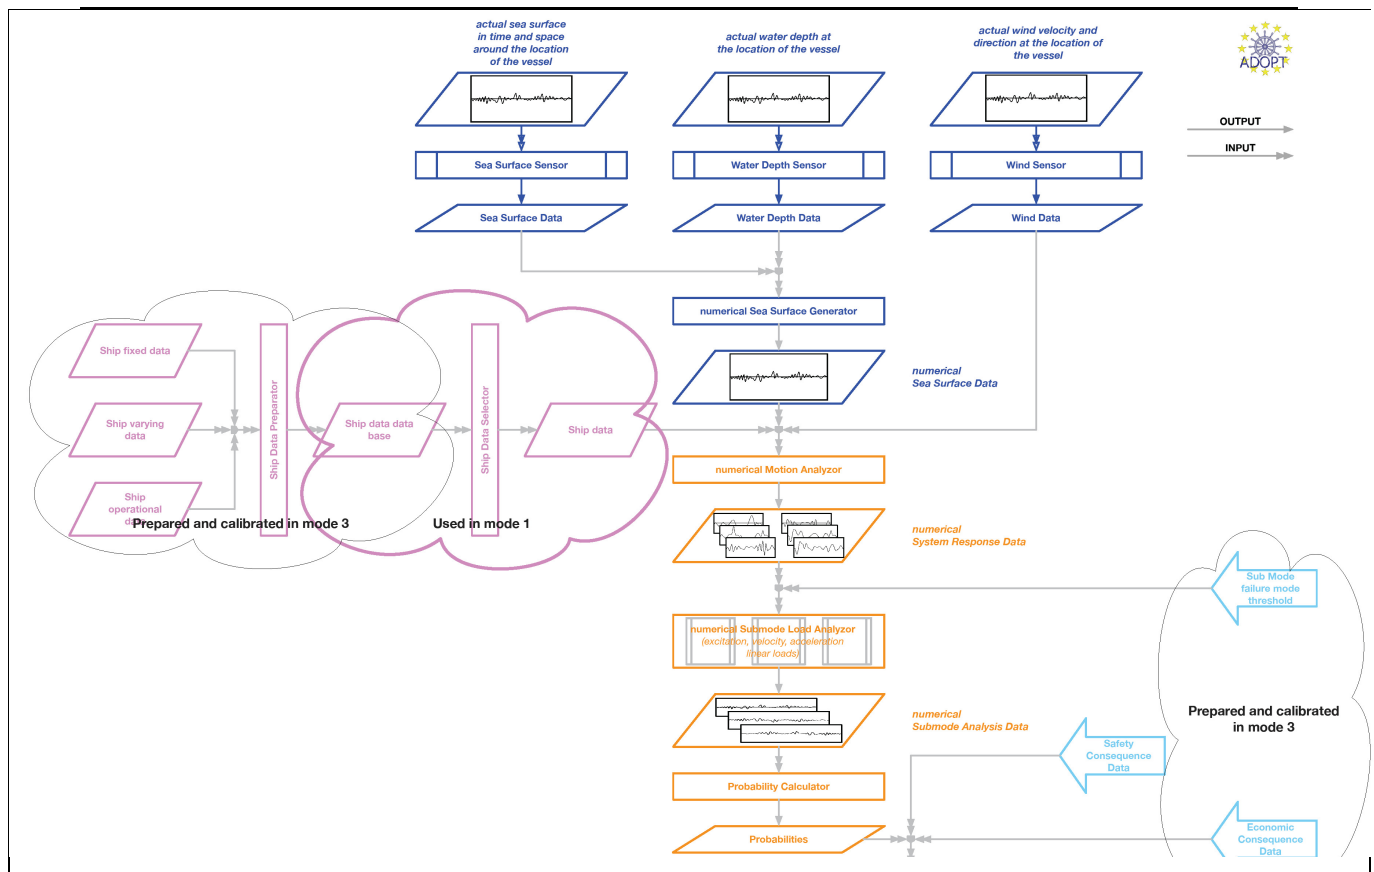 actual sea surface
in time and space
around the location
of the vessel
actual water depth at
the location of the vessel
actual wind velocity and
direction at the location of
the vessel
ADOPT
OUTPUT
INPUT
Sea Surface Sensor
Water Depth Sensor
Wind Sensor
Sea Surface Data
Water Depth Data
Wind Data
numerical Sea Surface Generator
numerical
Sea Surface Data
Ship fixed data
Ship varying
data
Ship
operational
data
Ship Data Preparator
Ship data data
base
Ship Data Selector
Ship data
Prepared and calibrated in mode 3
Used in mode 1
numerical Motion Analyzor
numerical
System Response Data
Sub Mode
failure mode
threshold
numerical Submode Load Analyzor
(excitation, velocity, acceleration
linear loads)
numerical
Submode Analysis Data
Prepared and calibrated
in mode 3
Safety
Consequence
Data
Probability Calculator
Probabilities
Economic
Consequence
Data